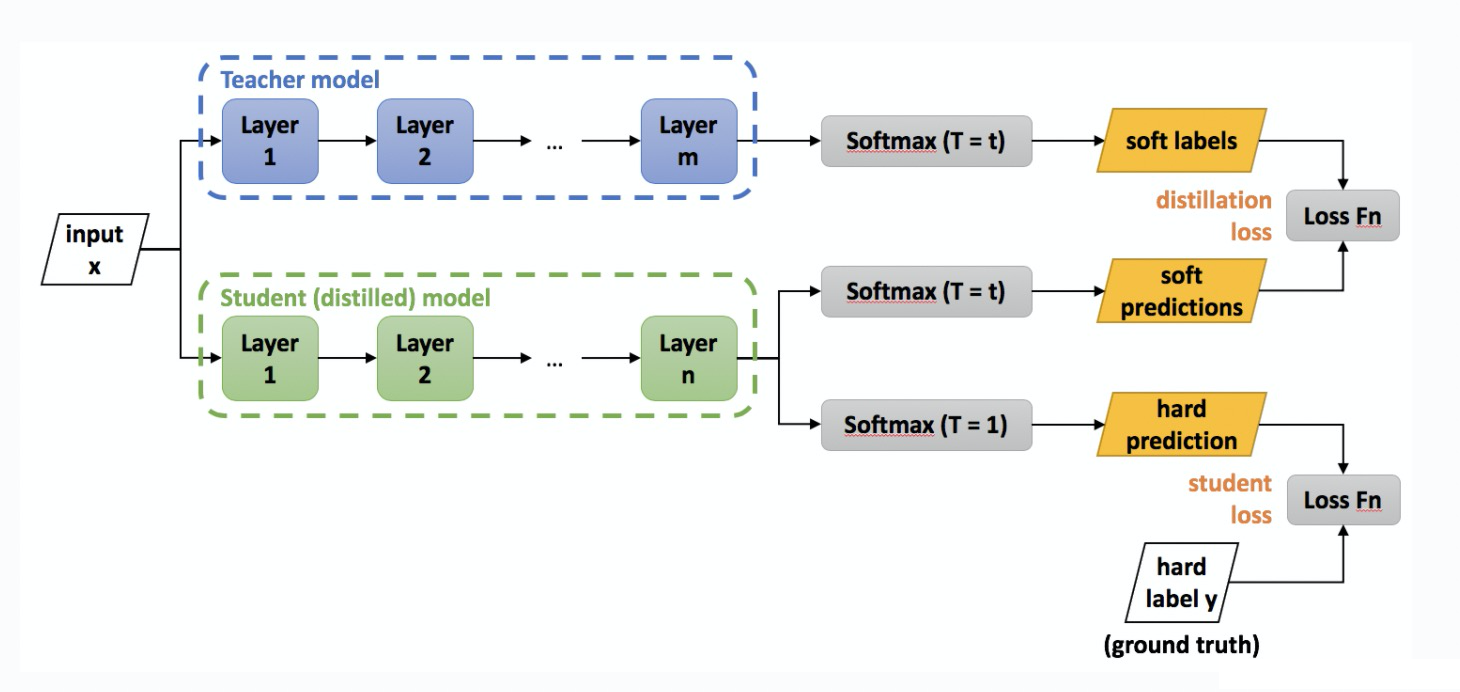 Teacher model
Layer
1
Layer
2
...
Layer
m
Softmax (T = t)
soft labels
input
x
distillation
loss
Loss Fn
Student (distilled) model
Layer
1
Layer
2
...
Layer
n
Softmax (T = t)
soft
predictions
Softmax (T = 1)
hard
prediction
student
loss
Loss Fn
hard
label y
(ground truth)